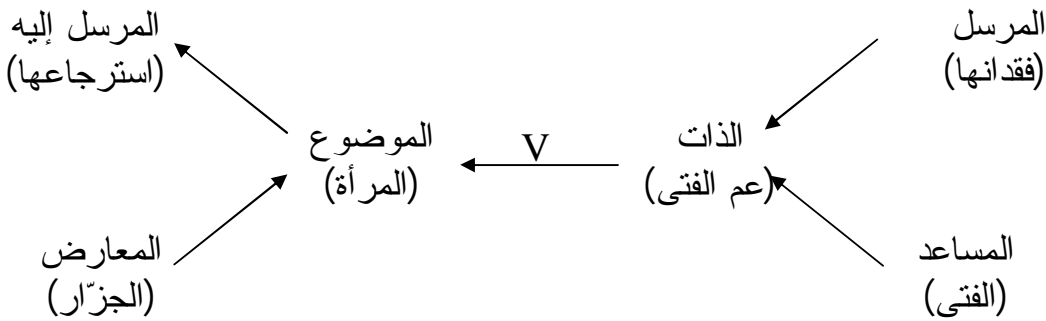 المرسل
(فقدانها)
المرسل إليه
(استرجاعها)
الذات
(عم الفتى)
V
الموضوع
(المرأة)
المساعد
(الفتى)
المعارض
(الجزّار)